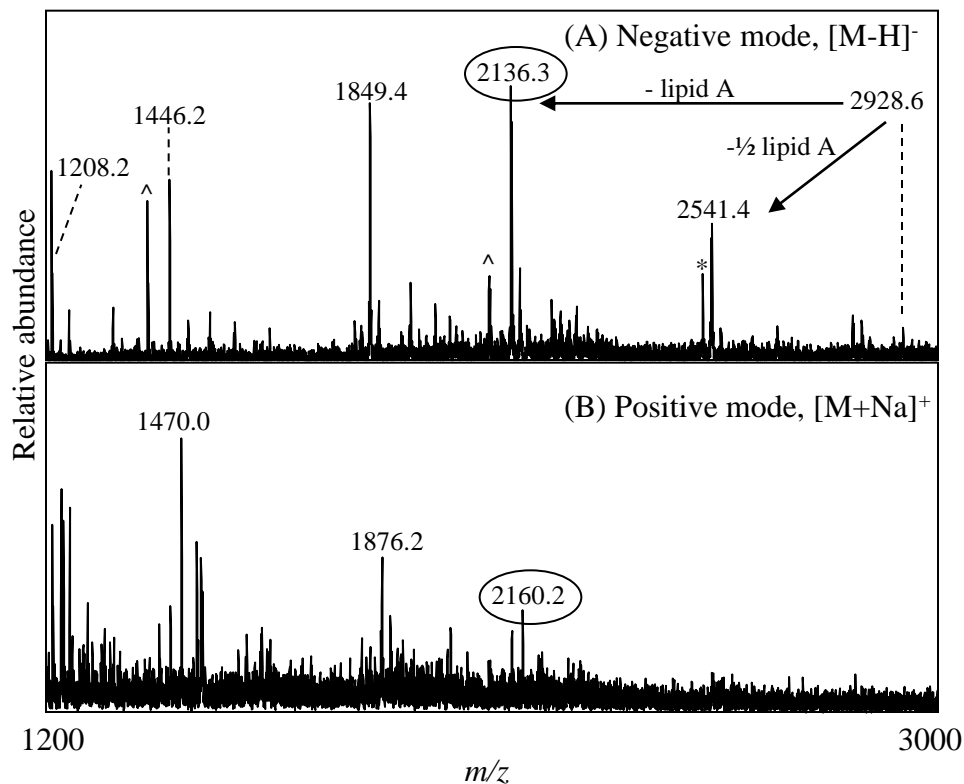 (A) Negative mode, [M-H]-
2136.3
- lipid A
2928.6
1849.4
1446.2
-½ lipid A
1208.2
^
2541.4
^
*
Relative abundance
(B) Positive mode, [M+Na]+
1470.0
1876.2
2160.2
1200
3000
m/z